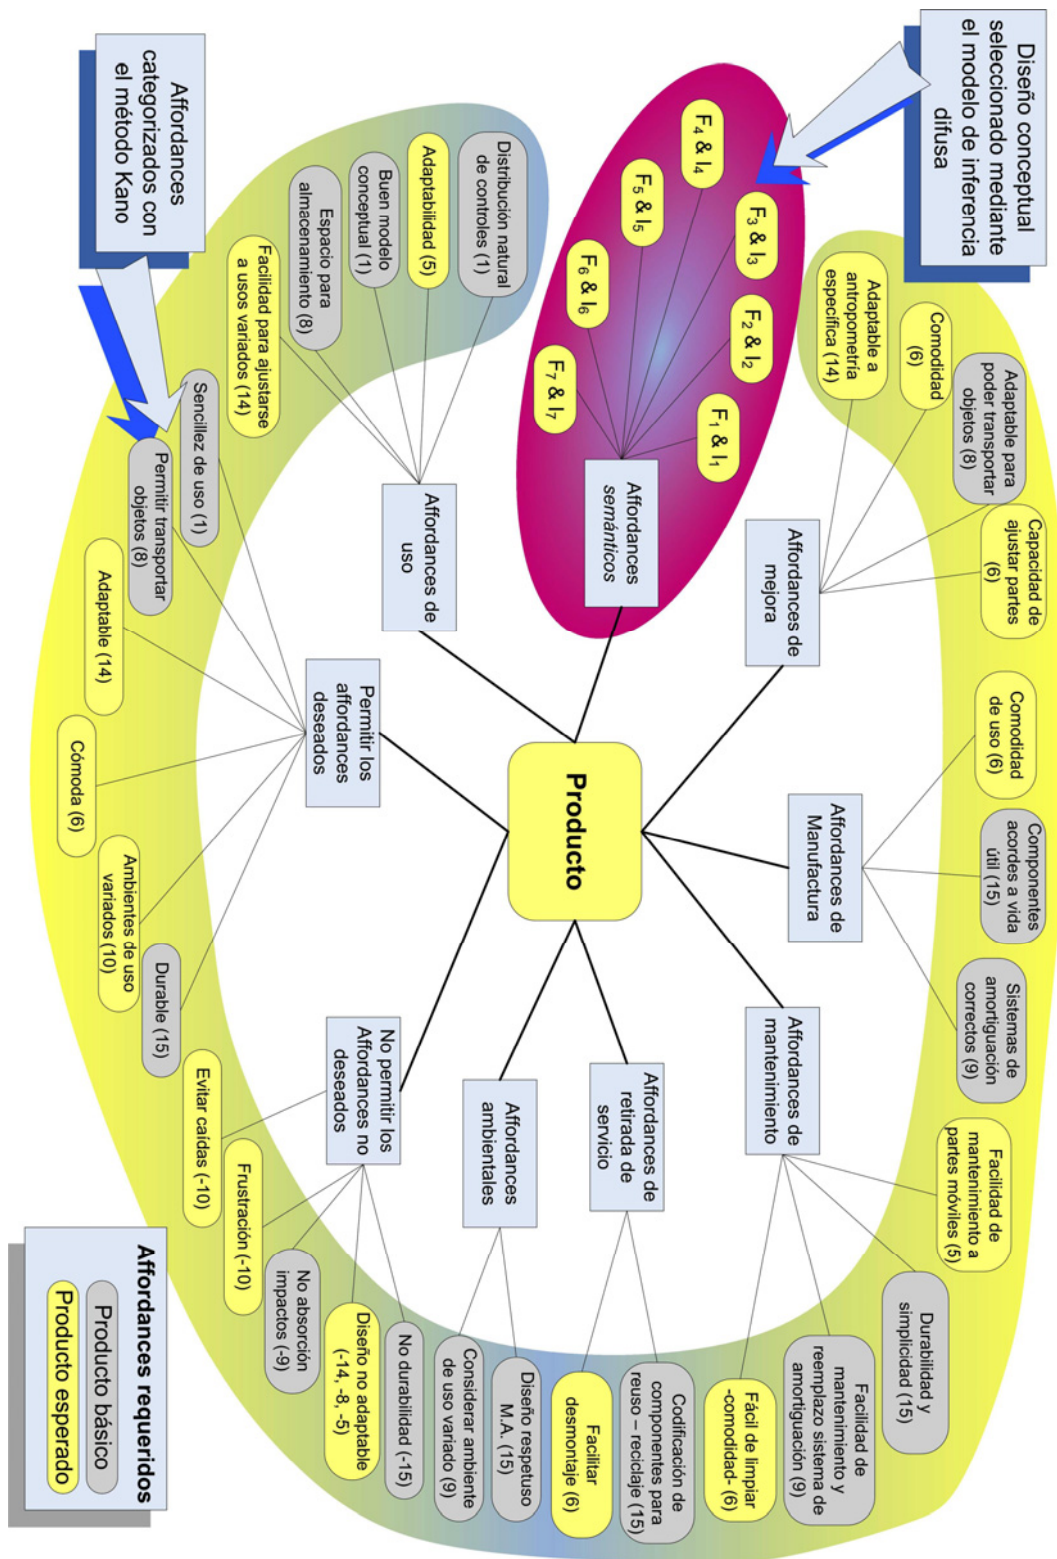 Diseño conceptual
seleccionado mediante
el modelo de inferencia
difusa
Adaptable a
antropometría
específica (14)
Comodidad
(6)
Adaptable para
poder transportar
objetos (8)
Capacidad de
ajustar partes
(6)
Comodidad
de uso (6)
Componentes
acordes a vida
útil (15)
Sistemas de
amortiguación
correctos (9)
Facilidad de
mantenimiento a
partes móviles (5)
Durabilidad y
simplicidad (15)
Facilidad de
mantenimiento y
reemplazo sistema de
amortiguación (9)
Fácil de limpiar
-comodidad- (6)
Affordances de
mejora
Affordances de
Manufactura
Affordances de
mantenimiento
F1 & I1
F2 & I2
F3 & I3
F4 & I4
F5 & I5
F6 & I6
F7 & I7
Affordances
semánticos
Producto
Affordances de
retirada de
servicio
Codificación de
componentes para
reuso – reciclaje (15)
Facilitar
desmontaje (6)
Affordances
ambientales
Diseño respetuso
M.A. (15)
Considerar ambiente
de uso variado (9)
Affordances de
uso
Distribución natural
de controles (1)
Adaptabilidad (5)
Buen modelo
conceptual (1)
Espacio para
almacenamiento (8)
Facilidad para ajustarse
a usos variados (14)
Permitir los
affordances
deseados
Sencillez de uso (1)
Permitir transportar
objetos (8)
Adaptable (14)
Cómoda (6)
Ambientes de uso
variados (10)
Durable (15)
No permitir los
Affordances no
deseados
No durabilidad (-15)
Diseño no adaptable
(-14, -8, -5)
No absorción
impactos (-9)
Frustración (-10)
Evitar caídas (-10)
Affordances
categorizados con
el método Kano
Affordances requeridos
Producto básico
Producto esperado